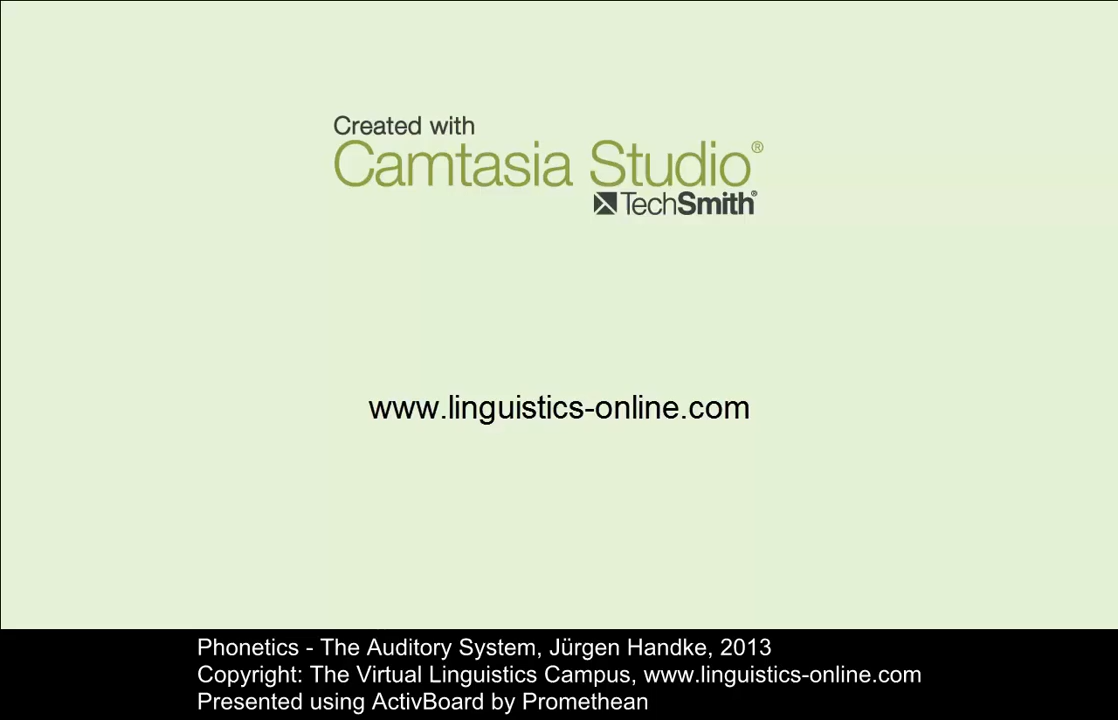 Created with
Camtasia Studio®
TechSmith®
www.linguistics-online.com
Phonetics - The Auditory System, Jürgen Handke, 2013
Copyright: The Virtual Linguistics Campus, www.linguistics-online.com
Presented using ActivBoard by Promethean